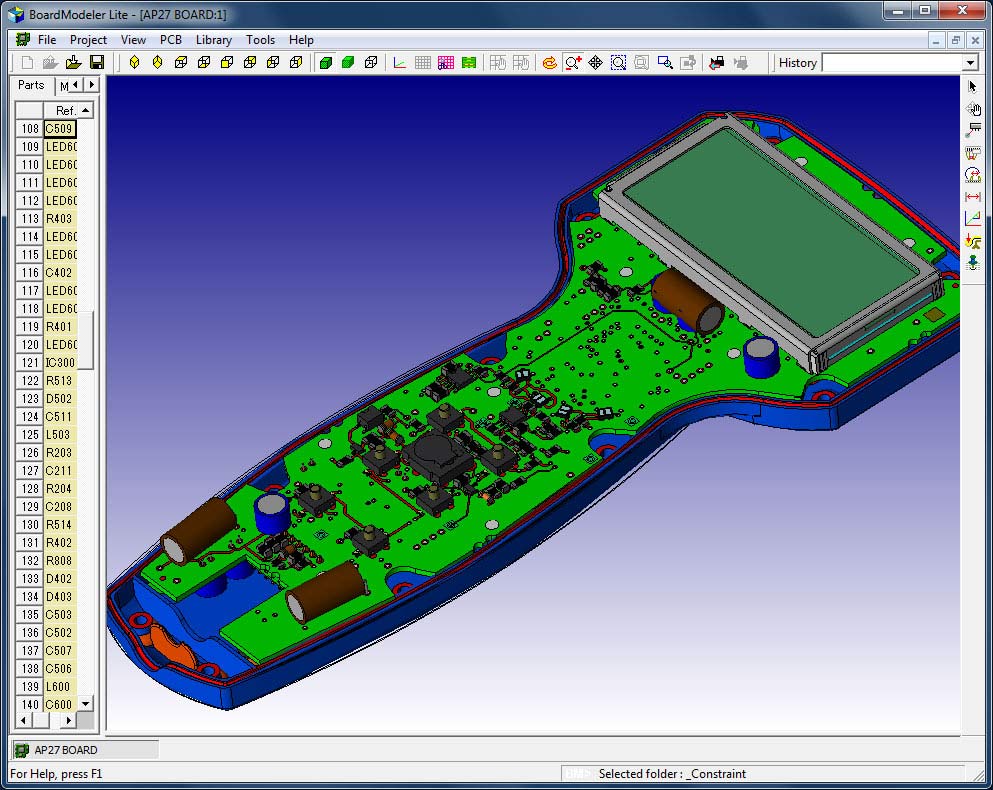 BoardModeler Lite - [AP27 BOARD:1]
File Project View PCB Library Tools Help
History
Parts M
Ref.
108 C509
109 LED60
110 LED60
111 LED60
112 LED60
113 R403
114 LED60
115 LED60
116 C402
117 LED60
118 LED60
119 R401
120 LED60
121 IC300
122 R513
123 D502
124 C511
125 L503
126 R203
127 C211
128 R204
129 C208
130 R514
131 R402
132 R808
133 D402
134 D403
135 C503
136 C502
137 C507
138 C506
139 L600
140 C600
AP27 BOARD
For Help, press F1
Selected folder : _Constraint